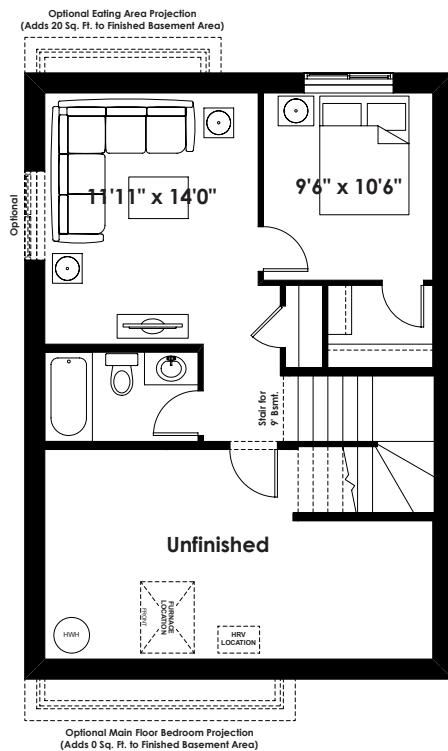 Optional Eating Area Projection
(Adds 20 Sq. Ft. to Finished Basement Area)
11'11" x 14'0"
9'6" x 10'6"
Optional
Stair for
9' Bsmt.
Unfinished
FURNACE
LOCATION
FRONT
HWH
HRV
LOCATION
Optional Main Floor Bedroom Projection
(Adds 0 Sq. Ft. to Finished Basement Area)